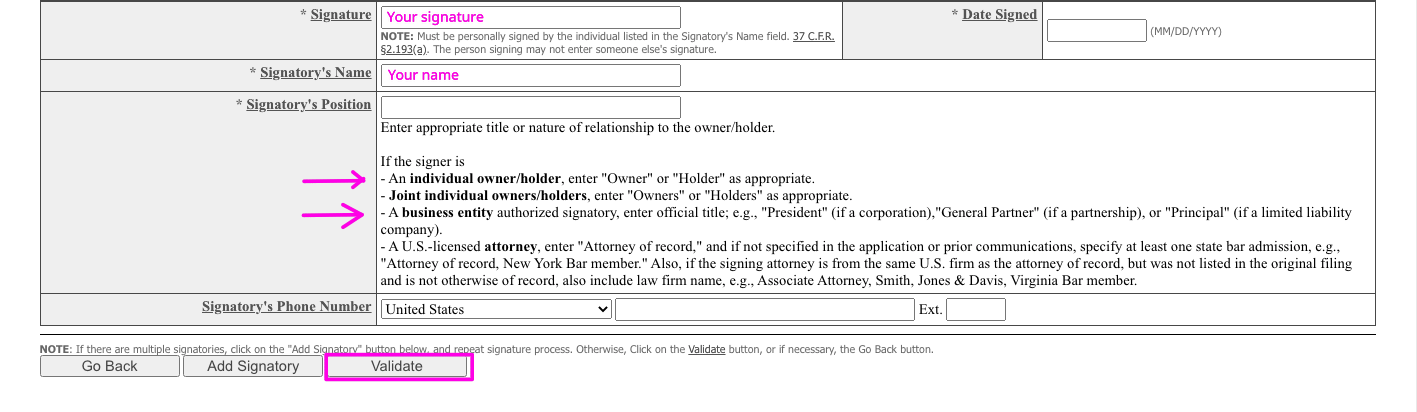 * Signature
Your signature
* Date Signed
(MM/DD/YYYY)
NOTE: Must be personally signed by the individual listed in the Signatory's Name field. 37 C.F.R.
§2.193(a). The person signing may not enter someone else's signature.
* Signatory's Name
Your name
* Signatory's Position
Enter appropriate title or nature of relationship to the owner/holder.
If the signer is
- An individual owner/holder, enter "Owner" or "Holder" as appropriate.
- Joint individual owners/holders, enter "Owners" or "Holders" as appropriate.
- A business entity authorized signatory, enter official title; e.g., "President" (if a corporation),"General Partner" (if a partnership), or "Principal" (if a limited liability
company).
- A U.S.-licensed attorney, enter "Attorney of record," and if not specified in the application or prior communications, specify at least one state bar admission, e.g.,
"Attorney of record, New York Bar member." Also, if the signing attorney is from the same U.S. firm as the attorney of record, but was not listed in the original filing
and is not otherwise of record, also include law firm name, e.g., Associate Attorney, Smith, Jones & Davis, Virginia Bar member.
Signatory's Phone Number
United States
Ext.
NOTE: If there are multiple signatories, click on the "Add Signatory" button below, and repeat signature process. Otherwise, Click on the Validate button, or if necessary, the Go Back button.
Go Back
Add Signatory
Validate